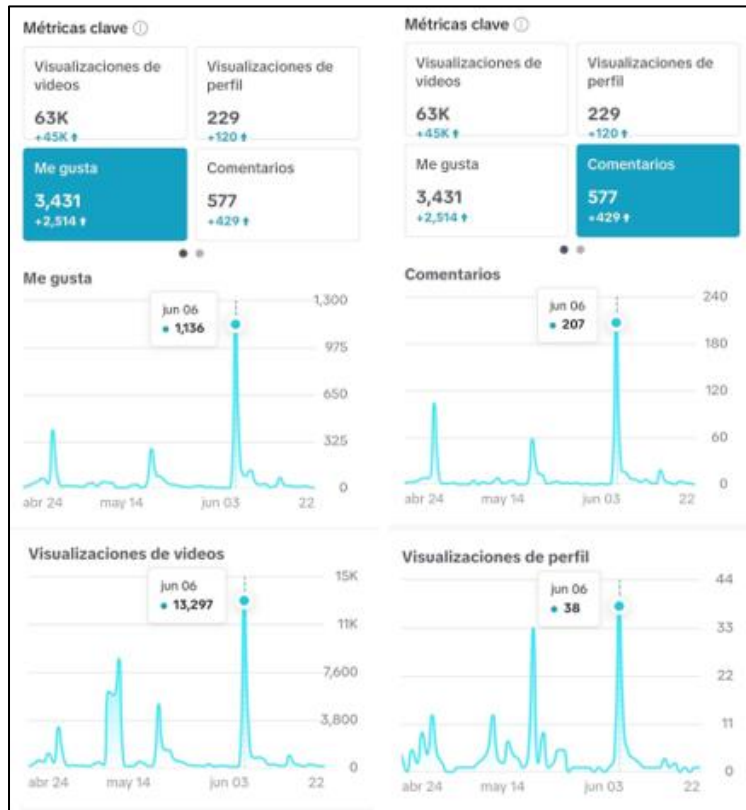 Métricas clave
Visualizaciones de videos
63K
+45K
Visualizaciones de perfil
229
+120
Me gusta
3,431
+2,514
Comentarios
577
+429
Me gusta
jun 06
1,136
1,300
975
650
325
0
abr 24 may 14 jun 03 22
Métricas clave
Visualizaciones de videos
63K
+45K
Visualizaciones de perfil
229
+120
Me gusta
3,431
+2,514
Comentarios
577
+429
Comentarios
jun 06
207
240
180
120
60
0
abr 24 may 14 jun 03 22
Visualizaciones de videos
jun 06
13,297
15K
11K
7,600
3,800
0
abr 24 may 14 jun 03 22
Visualizaciones de perfil
jun 06
38
44
33
22
11
0
abr 24 may 14 jun 03 22